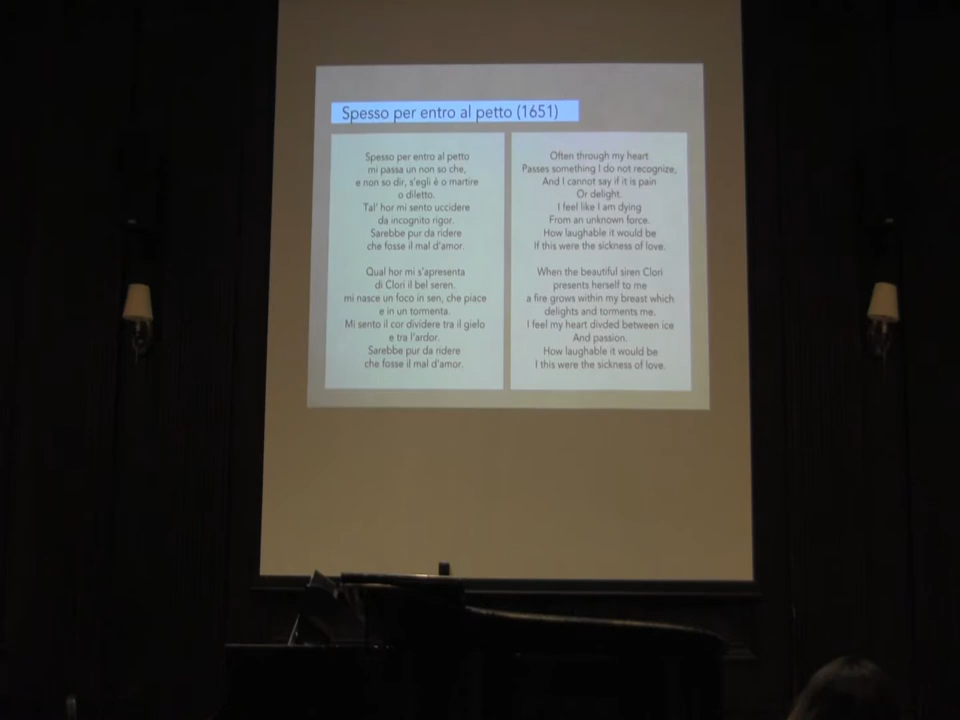 Spesso per entro al petto (1651)
Spesso per entro al petto
mi passa un non so che,
e non so dir, s'egli è o martire
o diletto.
Tal' hor mi sento uccidere
da incognito rigor.
Sarebbe pur da ridere
che fosse il mal d'amor.
Qual hor mi s'apresenta
di Clori il bel seren.
mi nasce un foco in sen, che piace
e in un tormenta.
Mi sento il cor dividere tra il gielo
e tra l'ardor.
Sarebbe pur da ridere
che fosse il mal d'amor.
Often through my heart
Passes something I do not recognize,
And I cannot say if it is pain
Or delight.
I feel like I am dying
From an unknown force.
How laughable it would be
If this were the sickness of love.
When the beautiful siren Clori
presents herself to me
a fire grows within my breast which
delights and torments me.
I feel my heart divded between ice
And passion.
How laughable it would be
I this were the sickness of love.